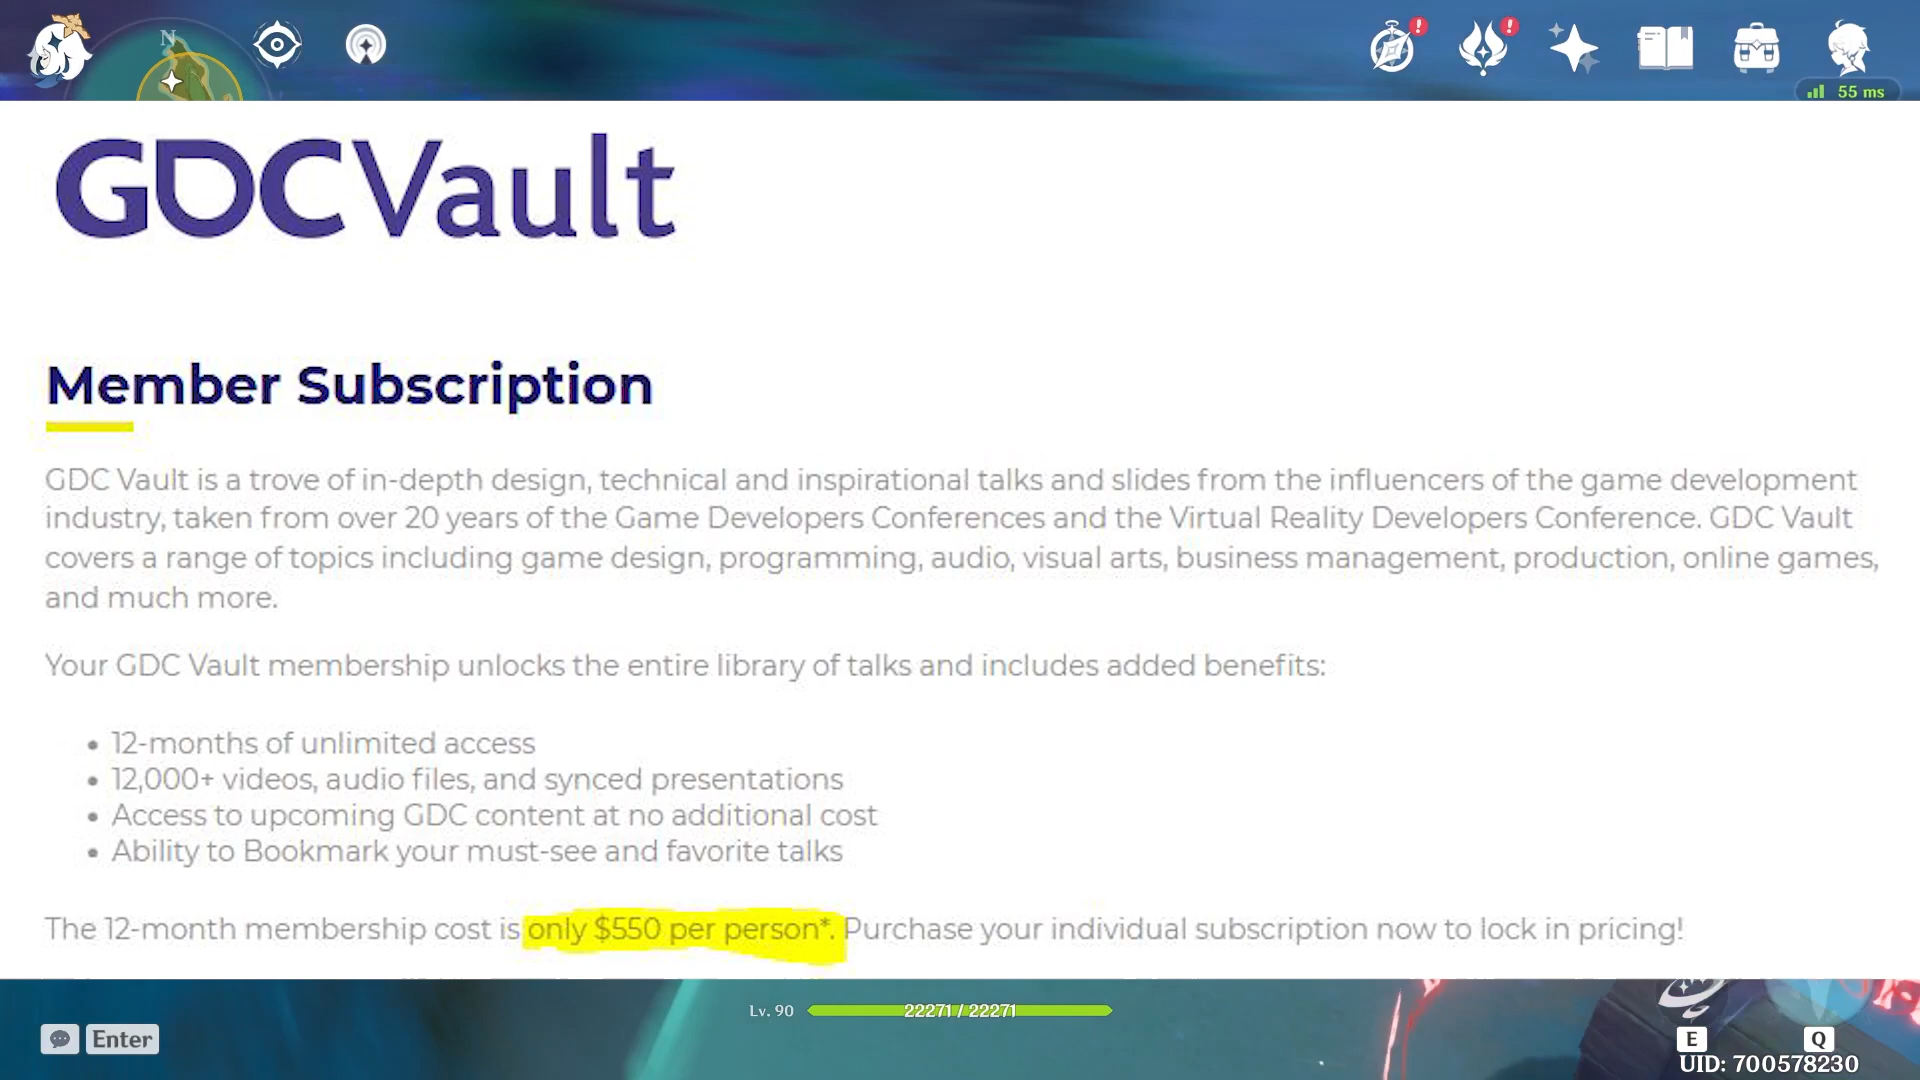 N
55 ms
GDCVault
Member Subscription
GDC Vault is a trove of in-depth design, technical and inspirational talks and slides from the influencers of the game development
industry, taken from over 20 years of the Game Developers Conferences and the Virtual Reality Developers Conference. GDC Vault
covers a range of topics including game design, programming, audio, visual arts, business management, production, online games,
and much more.
Your GDC Vault membership unlocks the entire library of talks and includes added benefits:
• 12-months of unlimited access
• 12,000+ videos, audio files, and synced presentations
• Access to upcoming GDC content at no additional cost
• Ability to Bookmark your must-see and favorite talks
The 12-month membership cost is only $550 per person*. Purchase your individual subscription now to lock in pricing!
Lv. 90 22271 / 22271
Enter
E Q
UID: 700578230